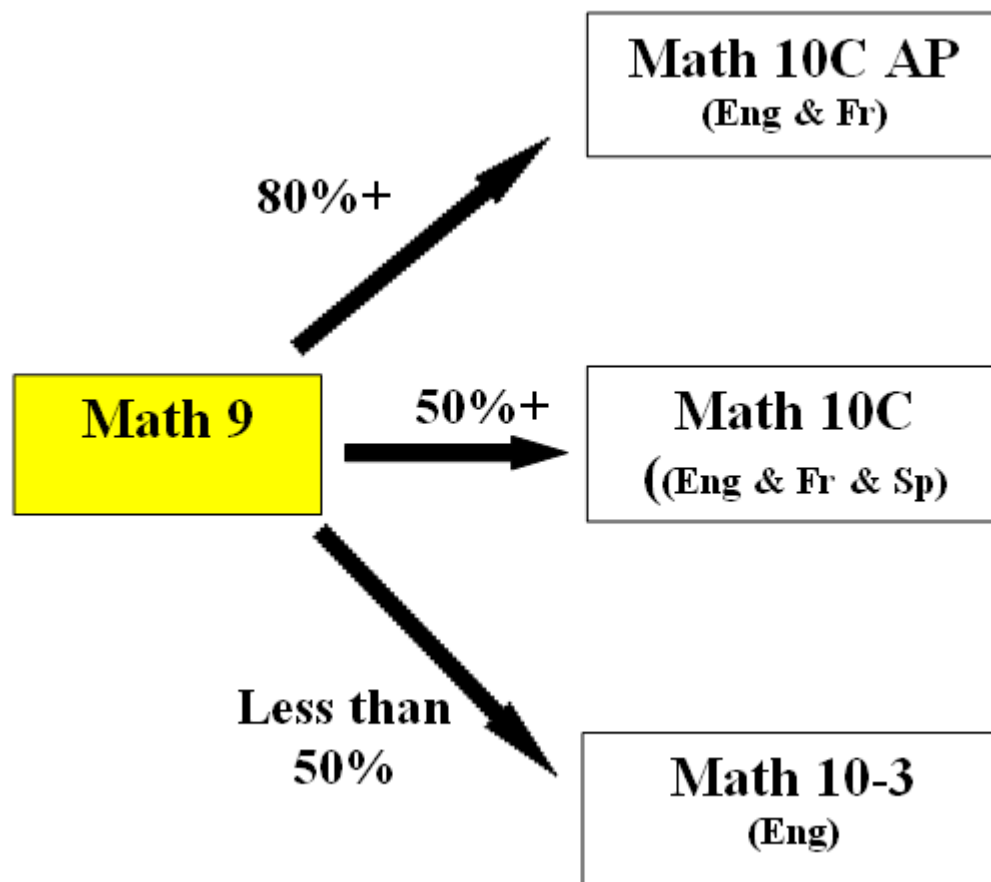 Math 10C AP
(Eng & Fr)
80%+
Math 9
50%+
Math 10C
((Eng & Fr & Sp)
Less than
50%
Math 10-3
(Eng)